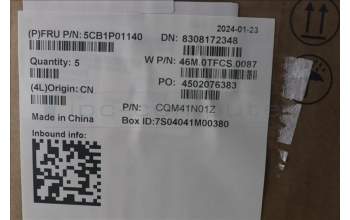 2024-01-23
(P)FRU P/N: 5CB1P01140 DN: 8308172348
Quantity: 5 W P/N: 46M.0TFCS.0087
(4L)Origin: CN PO: 4502076383
P/N: CQM41N01Z
Made in China Box ID:7S04041M00380
Inbound info: